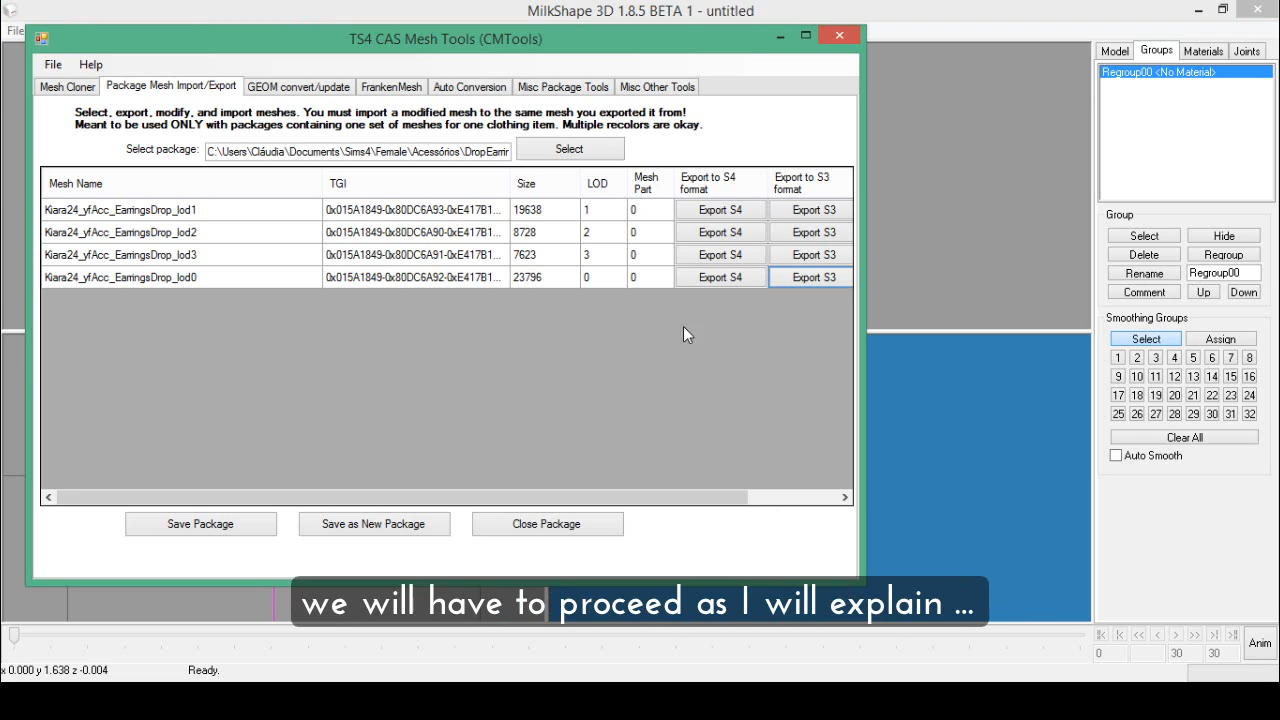 MilkShape 3D 1.8.5 BETA 1 - untitled
File
TS4 CAS Mesh Tools (CMTools)
File Help
Mesh Cloner Package Mesh Import/Export GEOM convert/update FrankenMesh Auto Conversion Misc Package Tools Misc Other Tools
Select, export, modify, and import meshes. You must import a modified mesh to the same mesh you exported it from!
Meant to be used ONLY with packages containing one set of meshes for one clothing item. Multiple recolors are okay.
Select package: C:\Users\Cláudia\Documents\Sims4\Female\Acessórios\DropEarrir Select
Mesh Name TGI Size LOD Mesh Part Export to S4 format Export to S3 format
Kiara24_yfAcc_EarringsDrop_lod1 0x015A1849-0x80DC6A93-0xE417B1... 19638 1 0 Export S4 Export S3
Kiara24_yfAcc_EarringsDrop_lod2 0x015A1849-0x80DC6A90-0xE417B1... 8728 2 0 Export S4 Export S3
Kiara24_yfAcc_EarringsDrop_lod3 0x015A1849-0x80DC6A91-0xE417B1... 7623 3 0 Export S4 Export S3
Kiara24_yfAcc_EarringsDrop_lod0 0x015A1849-0x80DC6A92-0xE417B1... 23796 0 0 Export S4 Export S3
Save Package Save as New Package Close Package
Model Groups Materials Joints
Regroup00 <No Material>
Group
Select Hide
Delete Regroup
Rename Regroup00
Comment Up Down
Smoothing Groups
Select Assign
1 2 3 4 5 6 7 8
9 10 11 12 13 14 15 16
17 18 19 20 21 22 23 24
25 26 27 28 29 30 31 32
Clear All
Auto Smooth
we will have to proceed as I will explain ...
0 30 30 Anim
x 0.000 y 1.638 z -0.004 Ready.